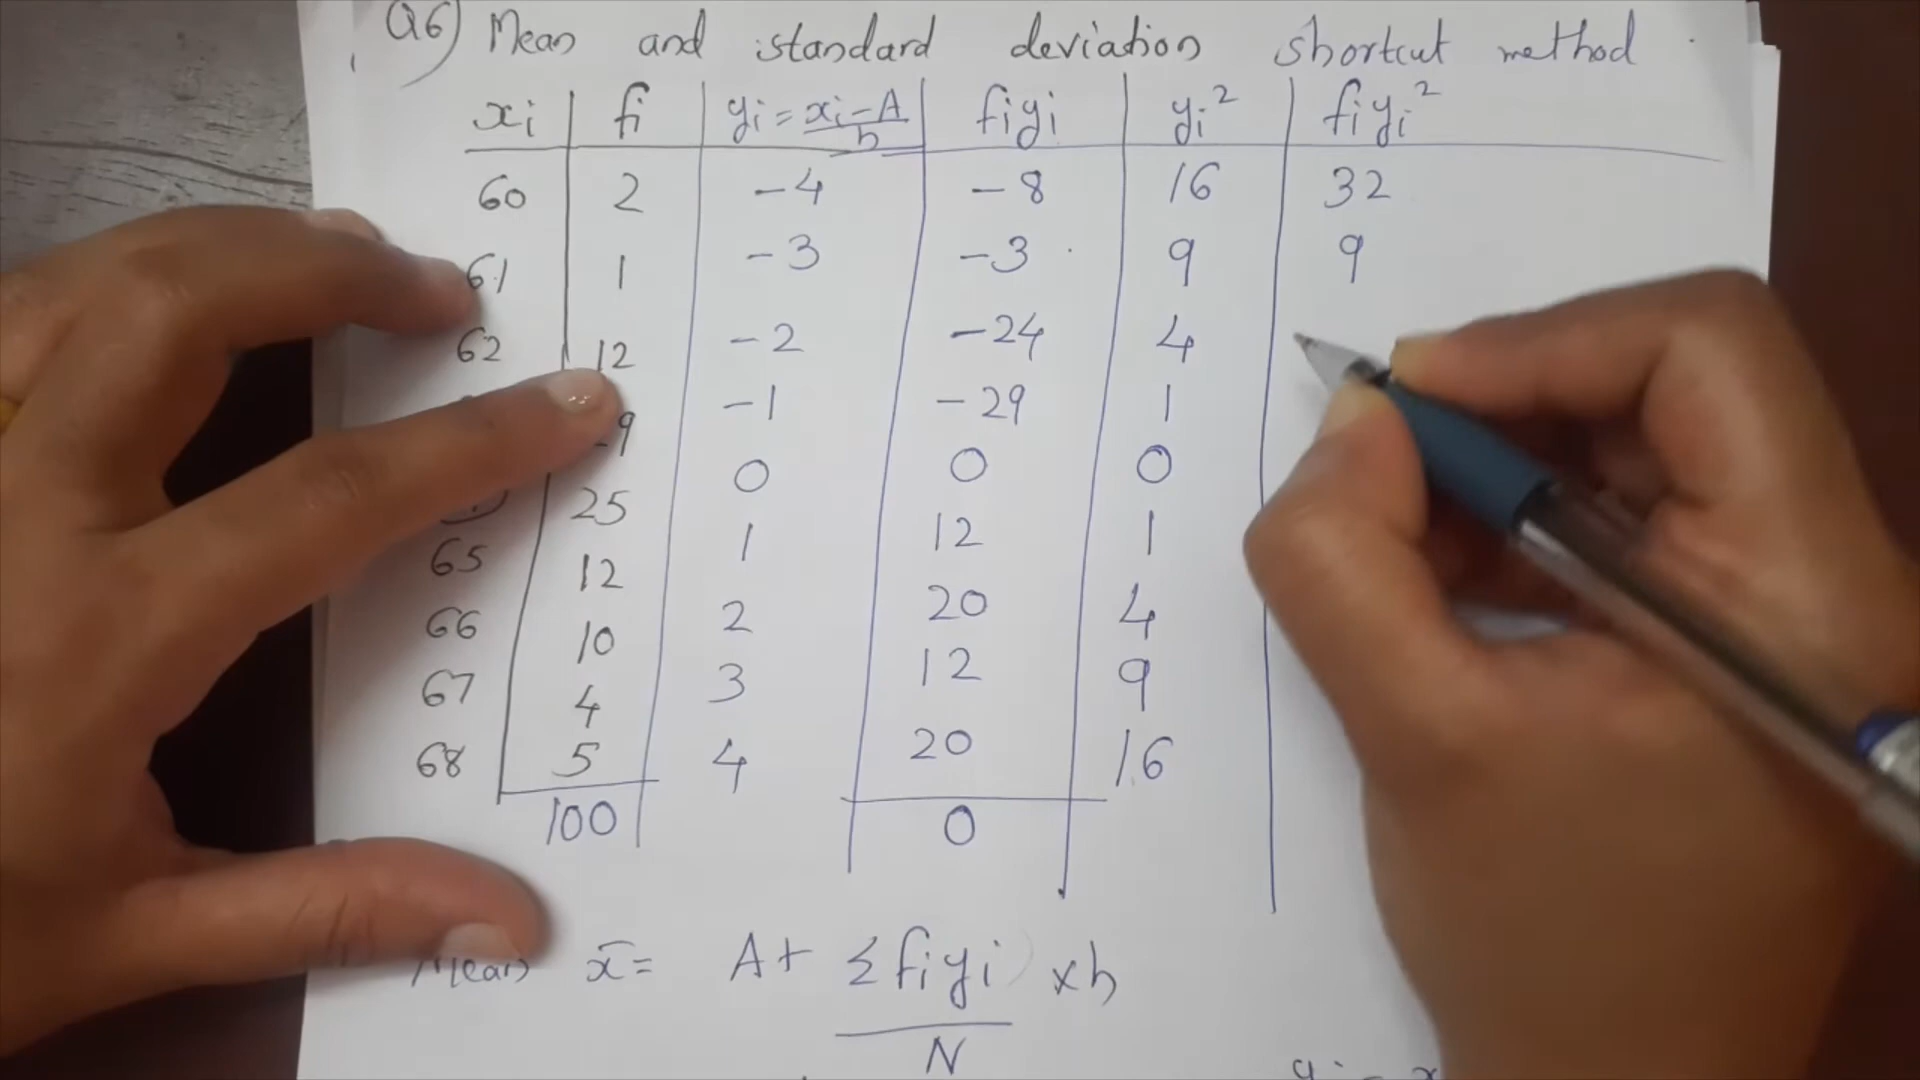 Q6) Mean and standard deviation shortcut method
xi fi yi = xi-A/h fiyi yi² fiyi²
60 2 -4 -8 16 32
61 1 -3 -3 9 9
62 12 -2 -24 4
9 -1 -29 1
25 0 0 0
65 12 1 12 1
66 10 2 20 4
67 4 3 12 9
68 5 4 20 16
100 0
Mean x̄ = A+ Σfiyi/N ×h